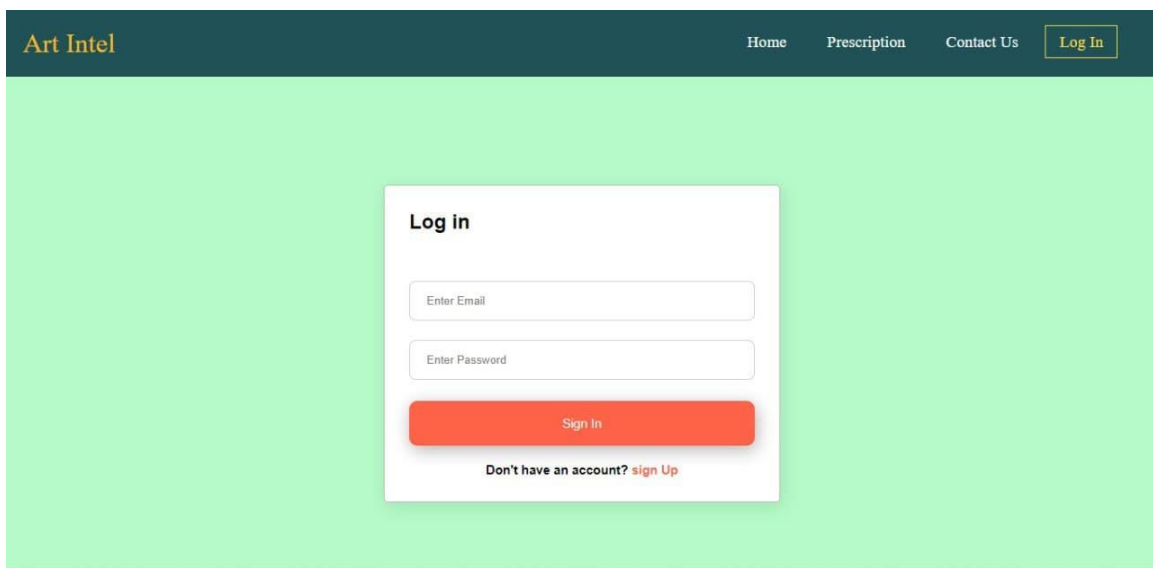 Art Intel
Home Prescription Contact Us Log In
Log in
Enter Email
Enter Password
Sign In
Don't have an account? sign Up